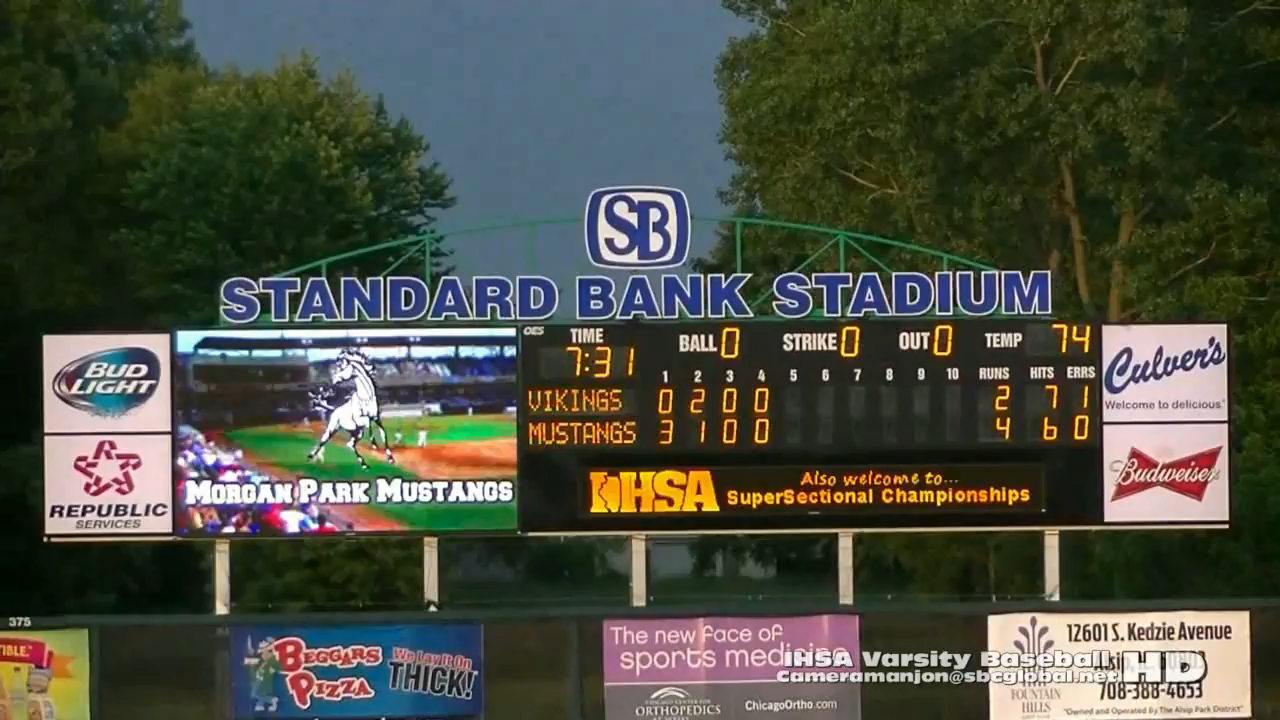 SB
STANDARD BANK STADIUM
BUD
LIGHT
REPUBLIC
SERVICES
MORGAN PARK MUSTANGS
OES TIME BALL 0 STRIKE 0 OUT 0 TEMP 74
7:31
1 2 3 4 5 6 7 8 9 10 RUNS HITS ERRS
VIKINGS 0 2 0 0 2 7 1
MUSTANGS 3 1 0 0 4 6 0
IHSA Also welcome to...
SuperSectional Championships
Culver's
Welcome to delicious.
Budweiser
375
TIBLE.
BEGGARS
PIZZA
We Lay It On
THICK!
The new face of
sports medicine
ORTHOPEDICS
ChicagoOrtho.com
12601 S. Kedzie Avenue
Alsip, IL
708-388-4653
FOUNTAIN
HILLS
"Owned and Operated By The Alsip Park District"
IHSA Varsity Baseball HD
Cameramanjon@sbcglobal.net